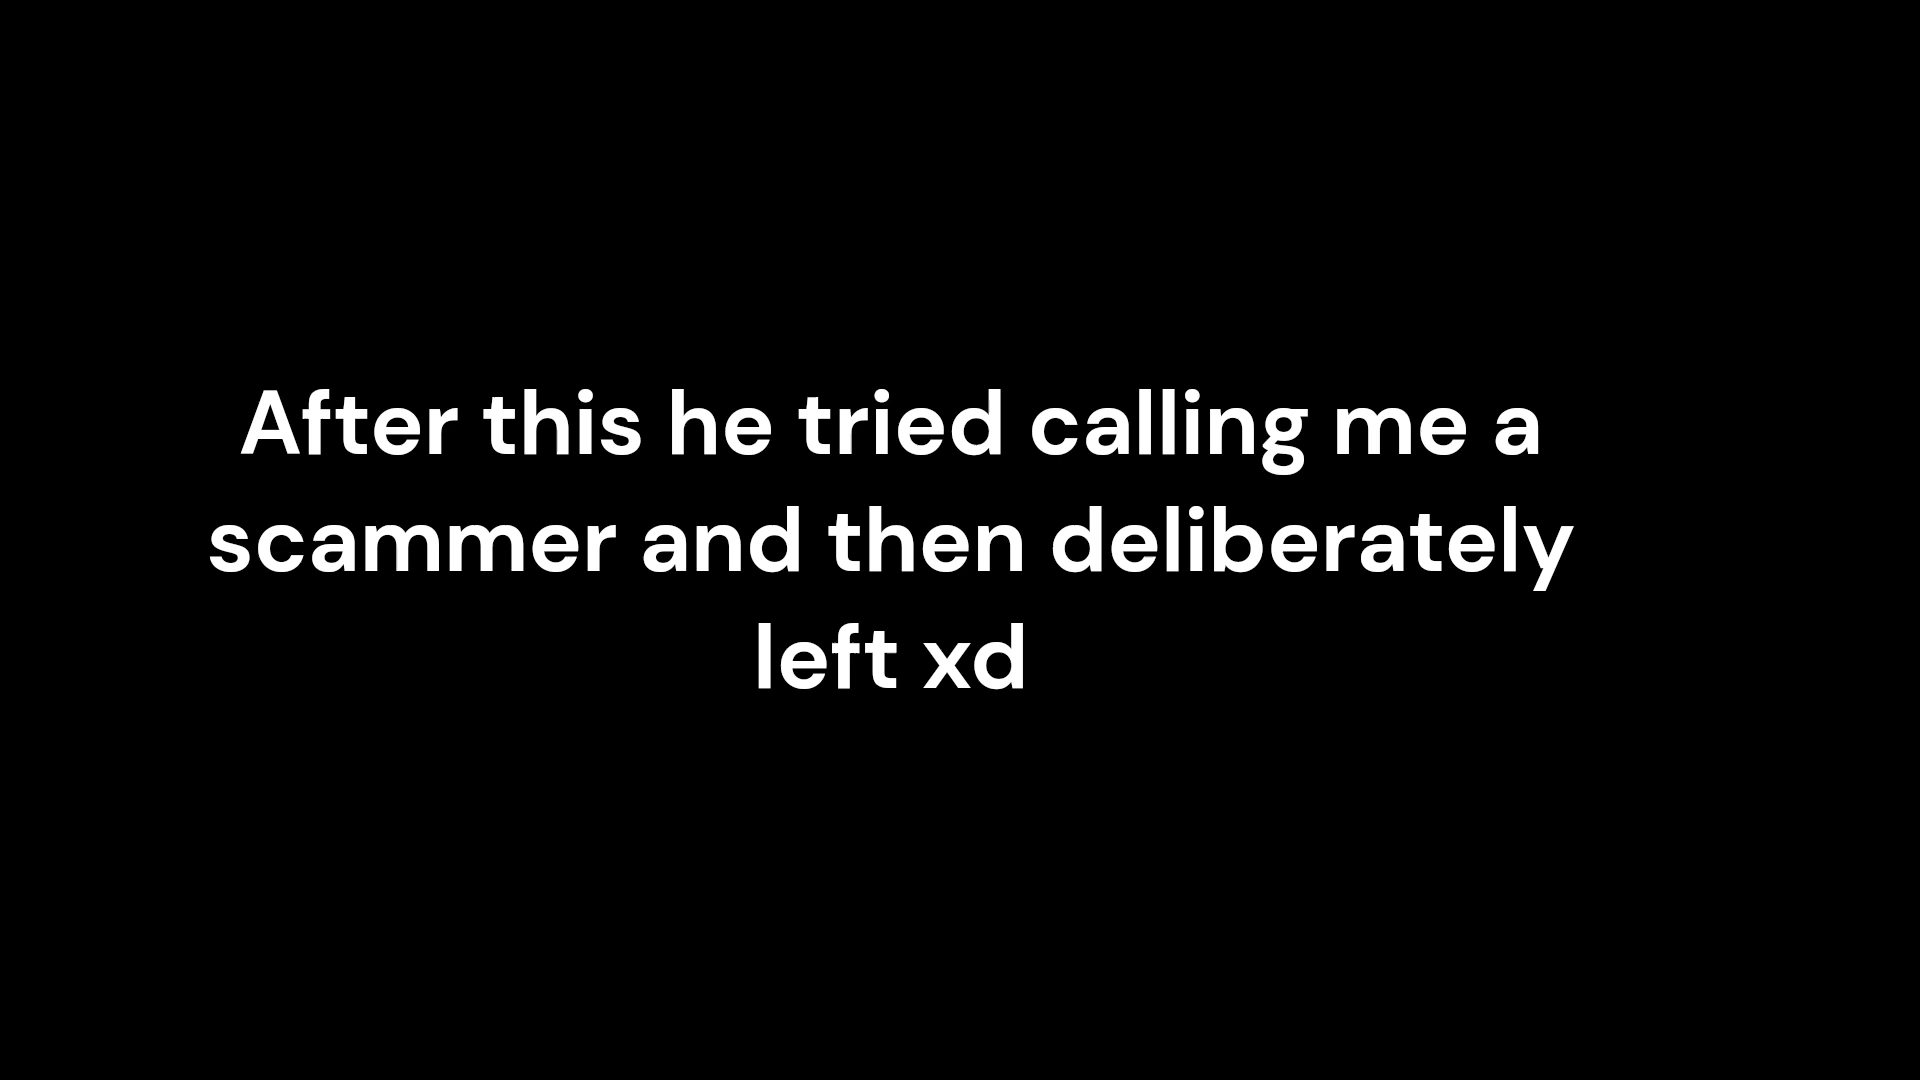 After this he tried calling me a
scammer and then deliberately
left xd